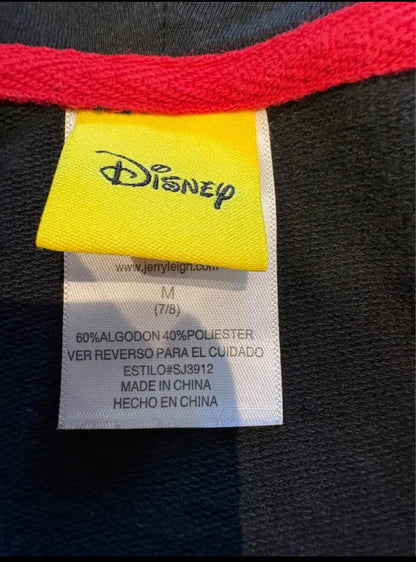 Disney
www.jerryleigh.com
M
(7/8)
60%ALGODON 40%POLIESTER
VER REVERSO PARA EL CUIDADO
ESTILO#SJ3912
MADE IN CHINA
HECHO EN CHINA